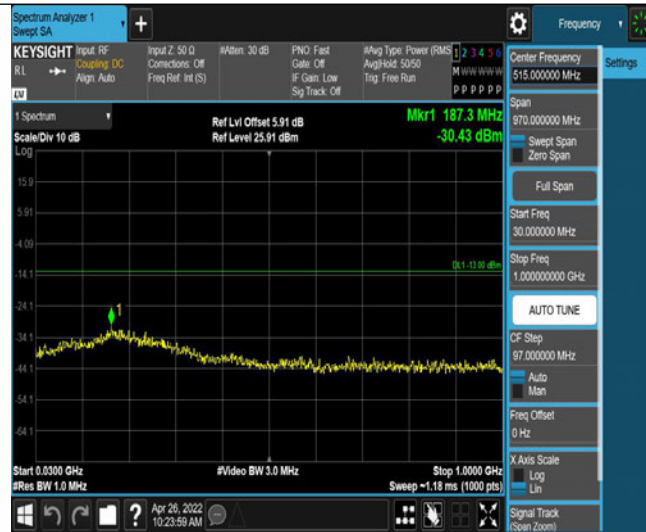 Spectrum Analyzer 1
Swept SA
Frequency
KEYSIGHT
RL
Input: RF
Coupling: DC
Align: Auto
Input Z: 50 Ω
Corrections: Off
Freq Ref: Int (S)
#Atten: 30 dB
PNO: Fast
Gate: Off
IF Gain: Low
Sig Track: Off
#Avg Type: Power (RMS
Avg|Hold: 50/50
Trig: Free Run
1 2 3 4 5 6
M W W W W W
P P P P P P
Center Frequency
515.000000 MHz
Settings
Span
970.000000 MHz
Swept Span
Zero Span
Full Span
Start Freq
30.000000 MHz
Stop Freq
1.000000000 GHz
AUTO TUNE
CF Step
97.000000 MHz
Auto
Man
Freq Offset
0 Hz
X Axis Scale
Log
Lin
Signal Track
(Span Zoom)
1 Spectrum
Scale/Div 10 dB
Ref Lvl Offset 5.91 dB
Ref Level 25.91 dBm
Mkr1 187.3 MHz
-30.43 dBm
Log
15.9
5.91
-4.09
DL1 -13.00 dBm
-14.1
-24.1
1
-34.1
-44.1
-54.1
-64.1
Start 0.0300 GHz
#Video BW 3.0 MHz
Stop 1.0000 GHz
#Res BW 1.0 MHz
Sweep ~1.18 ms (1000 pts)
?
Apr 26, 2022
10:23:59 AM